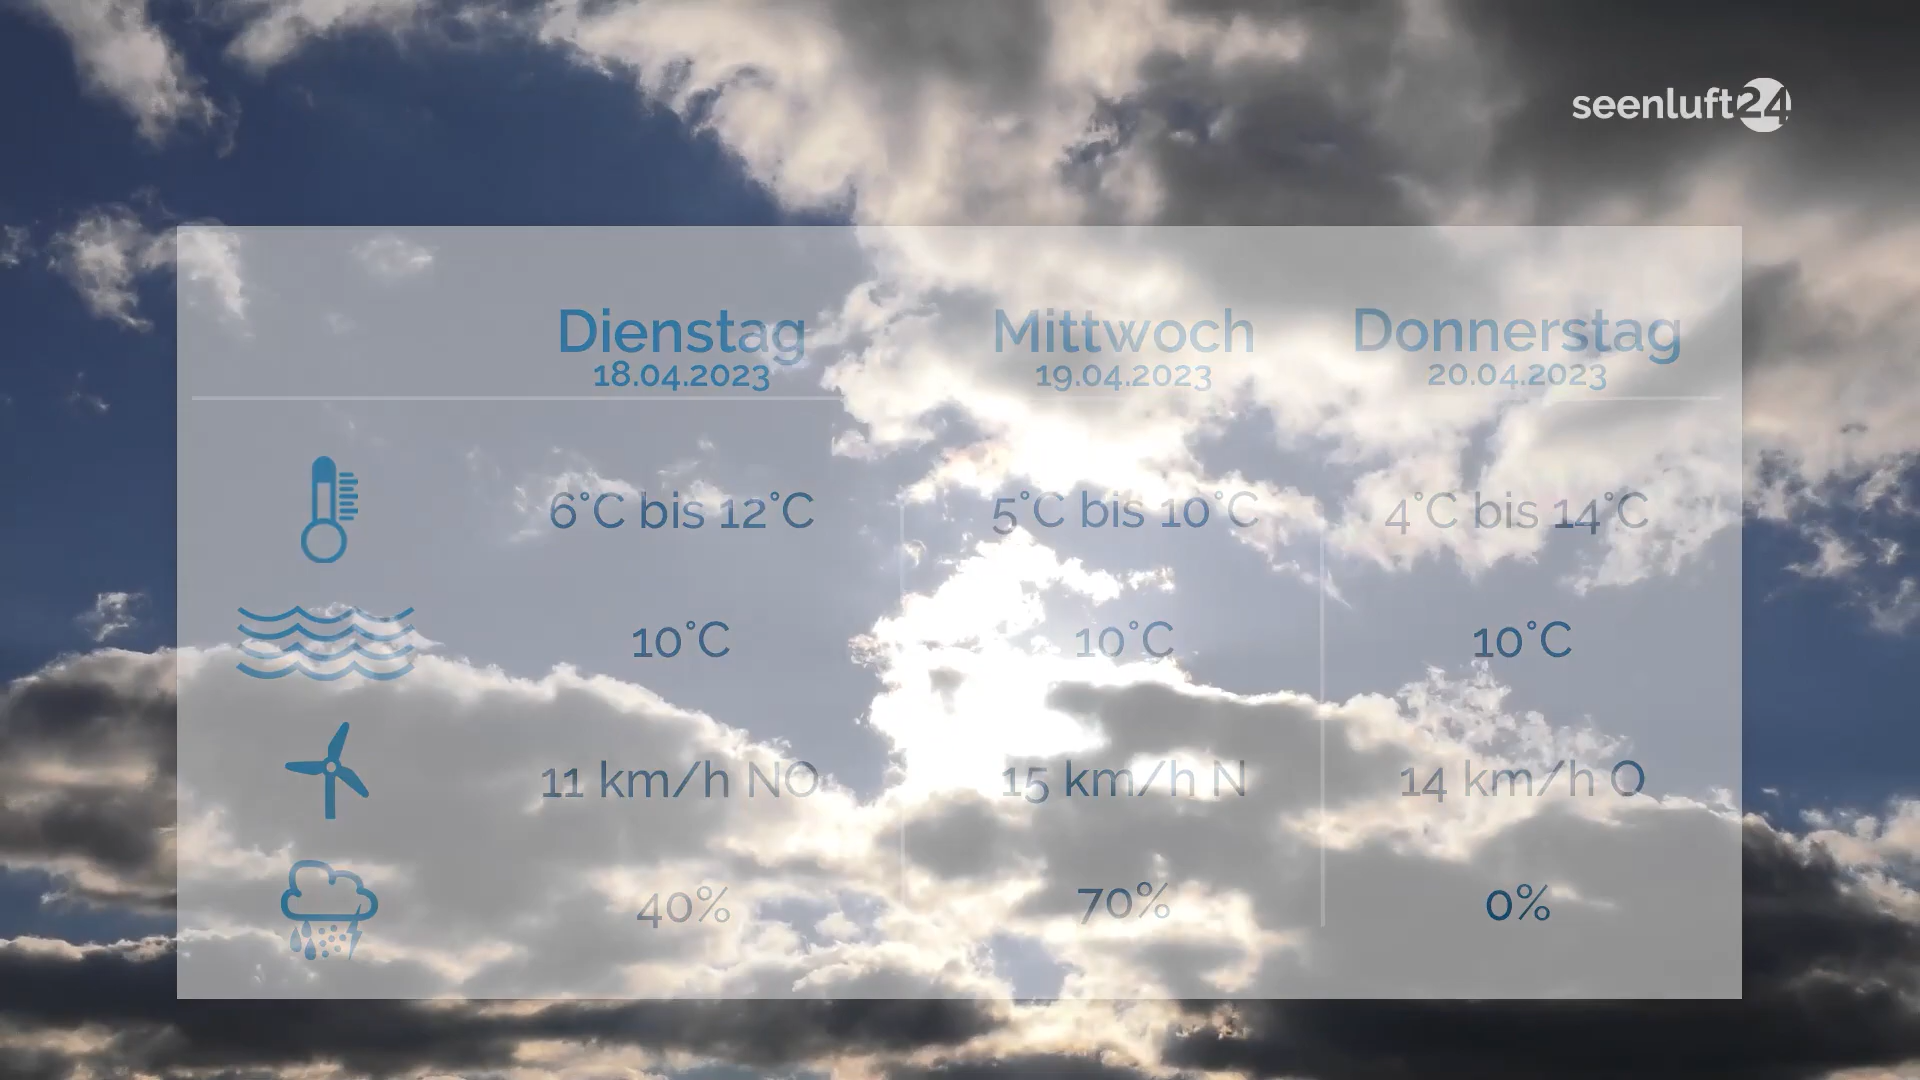 seenluft24
Dienstag Mittwoch Donnerstag
18.04.2023 19.04.2023 20.04.2023
6°C bis 12°C 5°C bis 10°C 4°C bis 14°C
10°C 10°C 10°C
11 km/h NO 15 km/h N 14 km/h O
40% 70% 0%